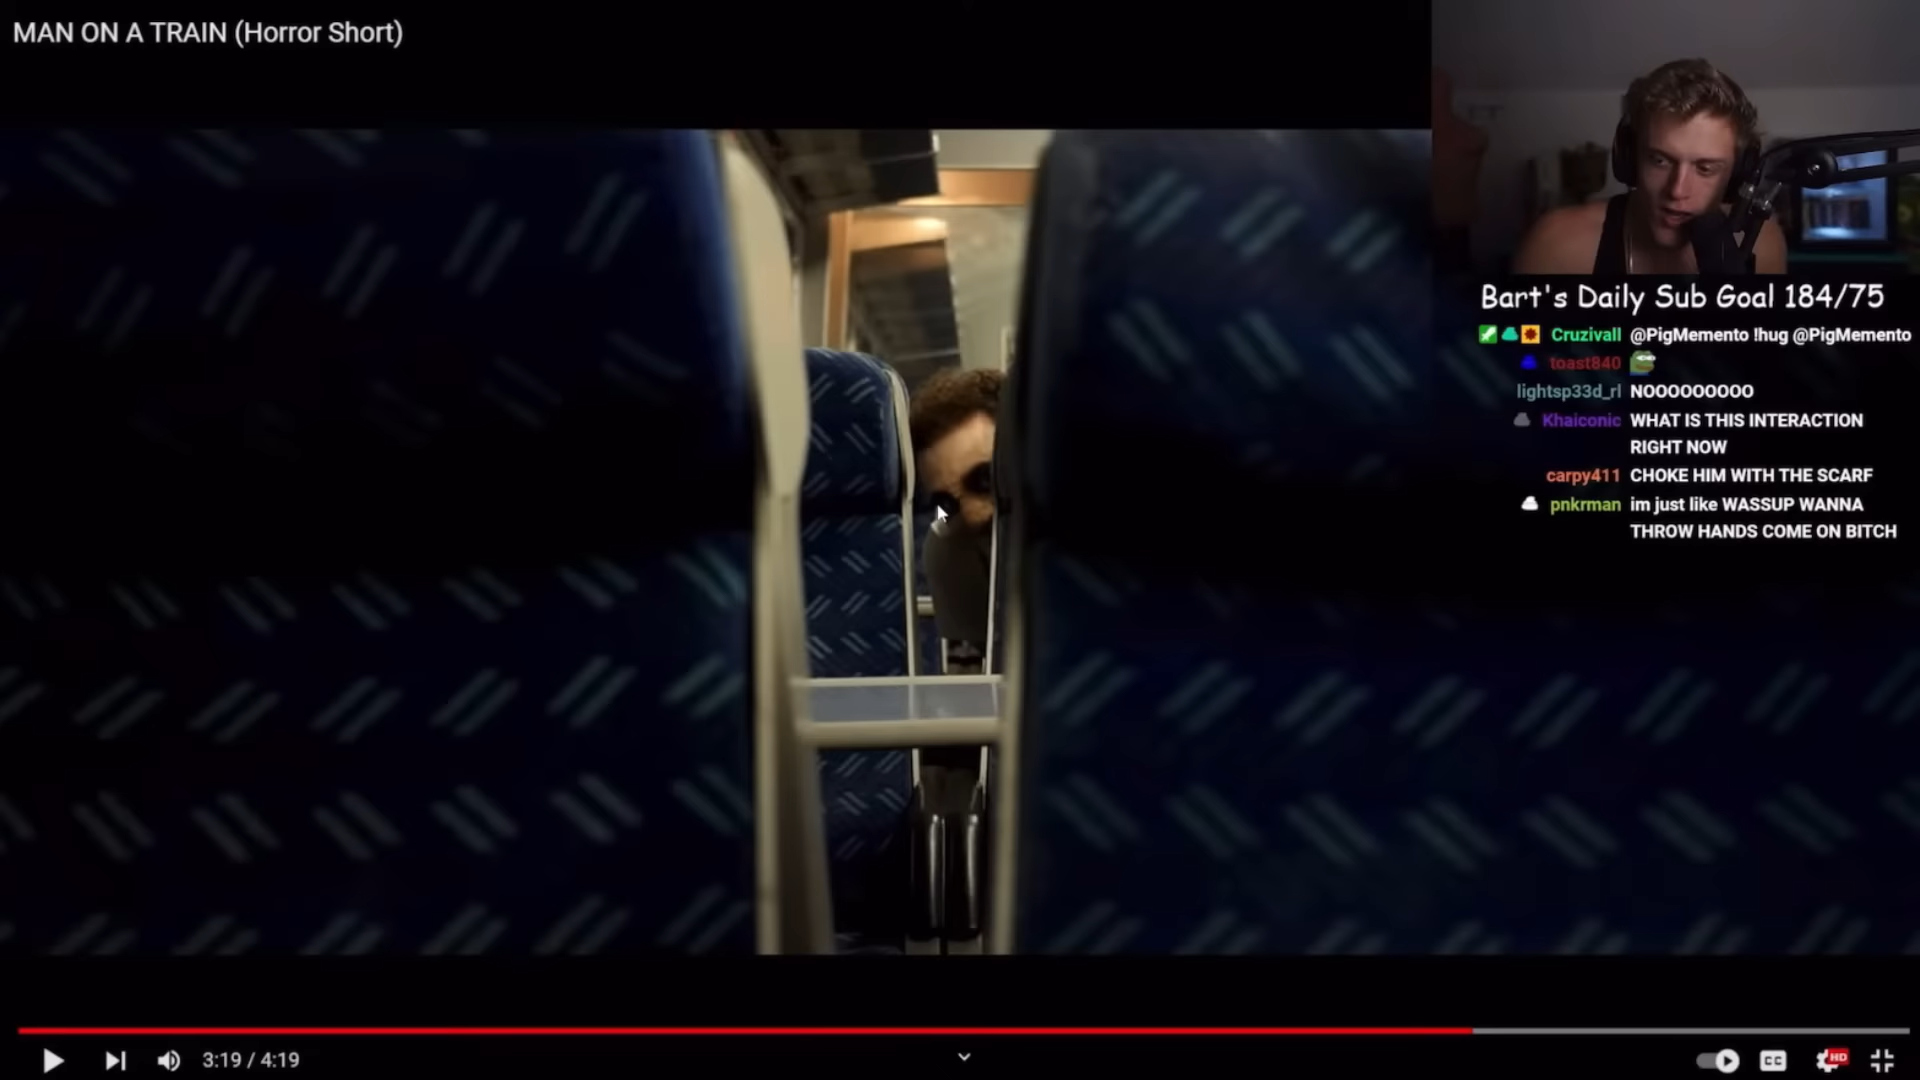 MAN ON A TRAIN (Horror Short)
Bart's Daily Sub Goal 184/75
Cruzivall @PigMemento !hug @PigMemento
toast840
lightsp33d_rl NOOOOOOOOO
Khaiconic WHAT IS THIS INTERACTION
RIGHT NOW
carpy411 CHOKE HIM WITH THE SCARF
pnkrman im just like WASSUP WANNA
THROW HANDS COME ON BITCH
3:19 / 4:19
CC
HD